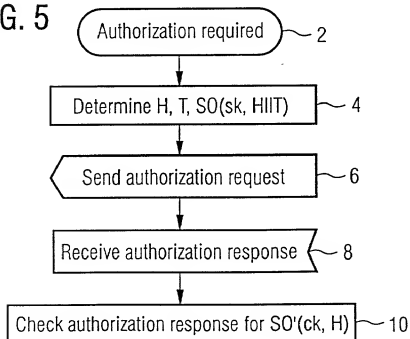 G. 5
Authorization required
2
Determine H, T, SO(sk, HIIT)
4
Send authorization request
6
Receive authorization response
8
Check authorization response for SO'(ck, H)
10